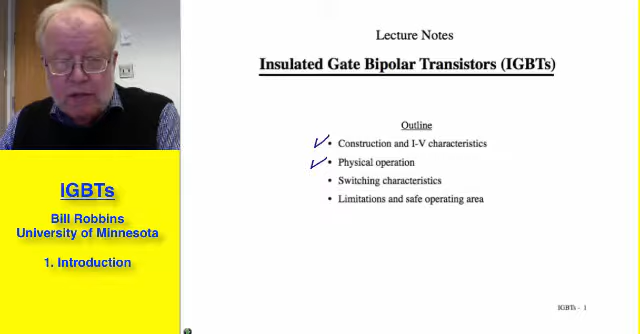 Lecture Notes
Insulated Gate Bipolar Transistors (IGBTs)
Outline
• Construction and I-V characteristics
• Physical operation
• Switching characteristics
• Limitations and safe operating area
IGBTs - 1
IGBTs
Bill Robbins
University of Minnesota
1. Introduction